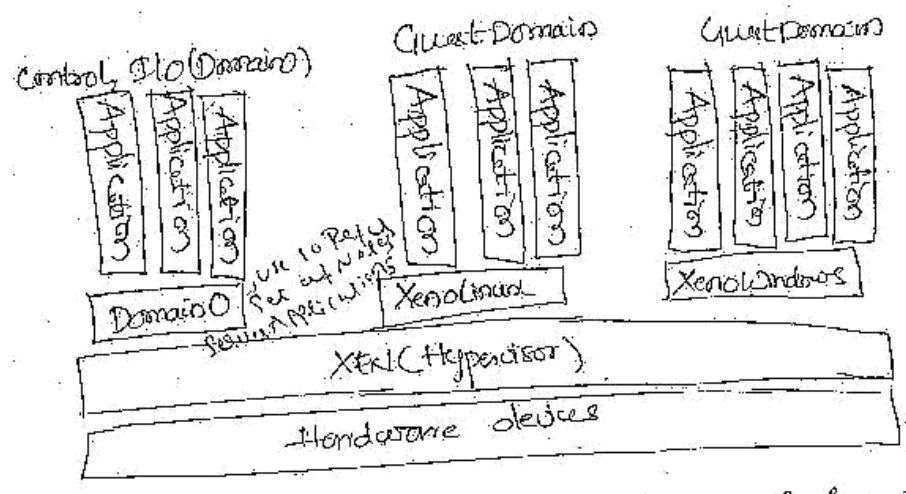 Guest Domain
Guest Domain
Control, I/O (Domain0)
Application
Application
Application
Application
Application
Application
Application
Application
Application
Application
Domain0
XenoLinux
XenoWindows
XEN (Hypervisor)
Hardware devices